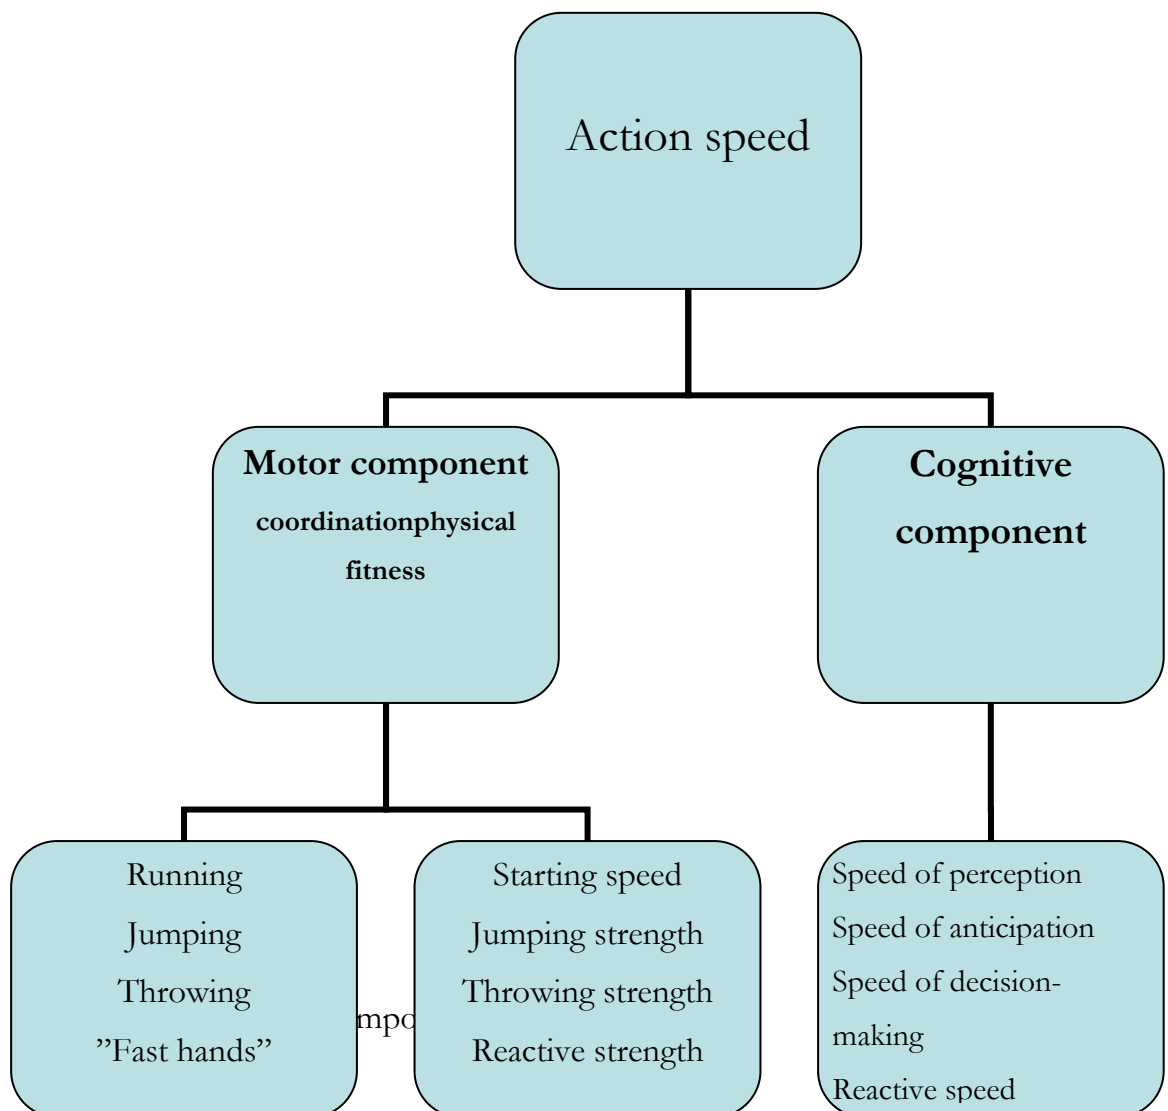 Action speed
Motor component
coordinationphysical
fitness
Cognitive
component
Running
Jumping
Throwing
”Fast hands”
mpo
Starting speed
Jumping strength
Throwing strength
Reactive strength
Speed of perception
Speed of anticipation
Speed of decision-
making
Reactive speed